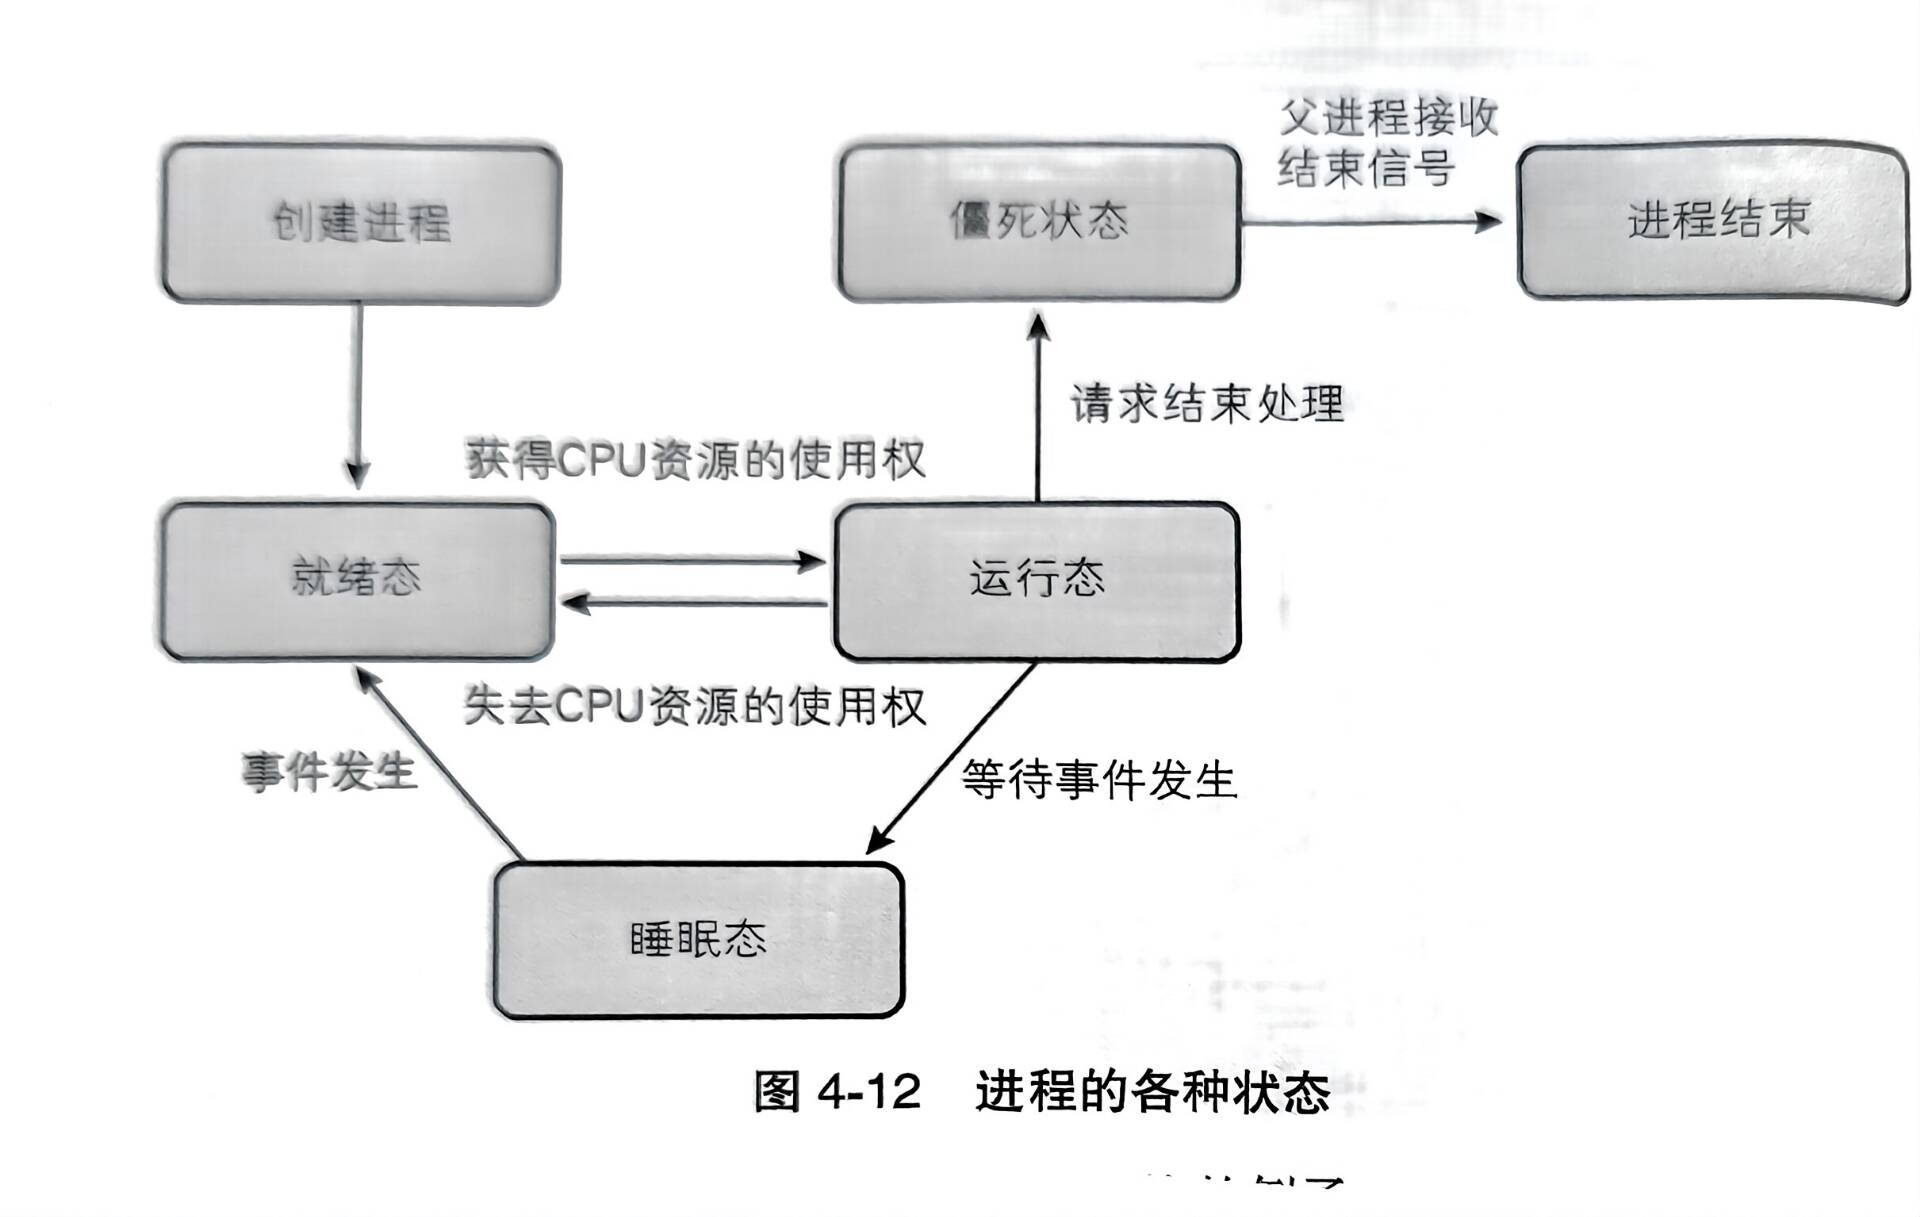 父进程接收
结束信号
创建进程
僵死状态
进程结束
请求结束处理
获得CPU资源的使用权
就绪态
运行态
失去CPU资源的使用权
事件发生
等待事件发生
睡眠态
图 4-12 进程的各种状态